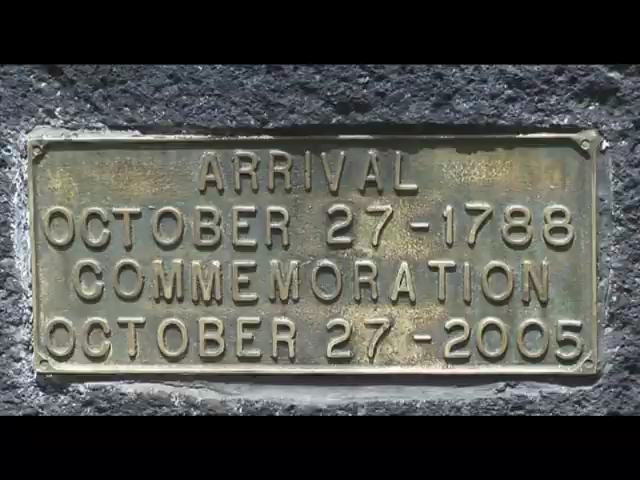 ARRIVAL
OCTOBER 27-1788
COMMEMORATION
OCTOBER 27-2005